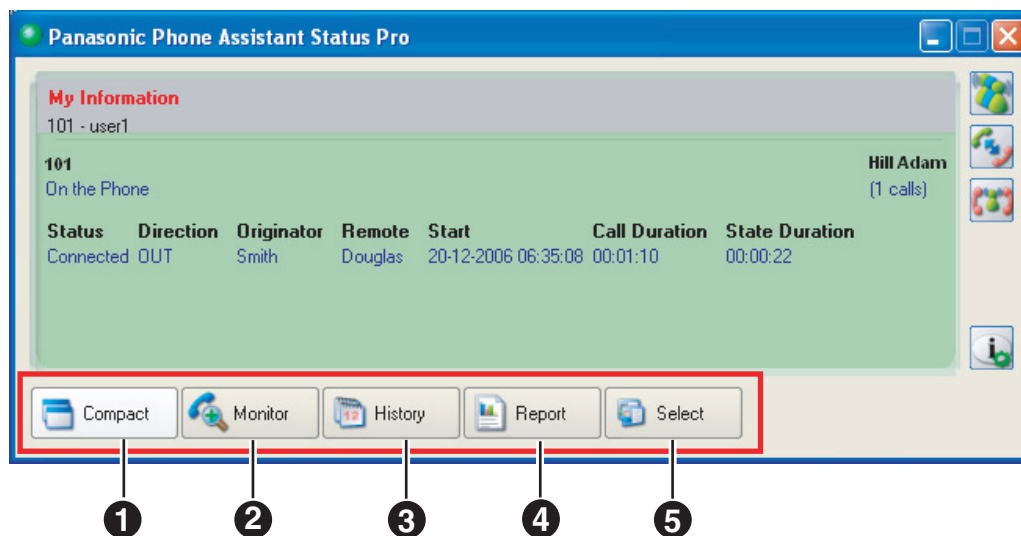 Panasonic Phone Assistant Status Pro
My Information
101 - user1
101 Hill Adam
On the Phone (1 calls)
Status Direction Originator Remote Start Call Duration State Duration
Connected OUT Smith Douglas 20-12-2006 06:35:08 00:01:10 00:00:22
i
Compact Monitor 12 History Report Select
1 2 3 4 5